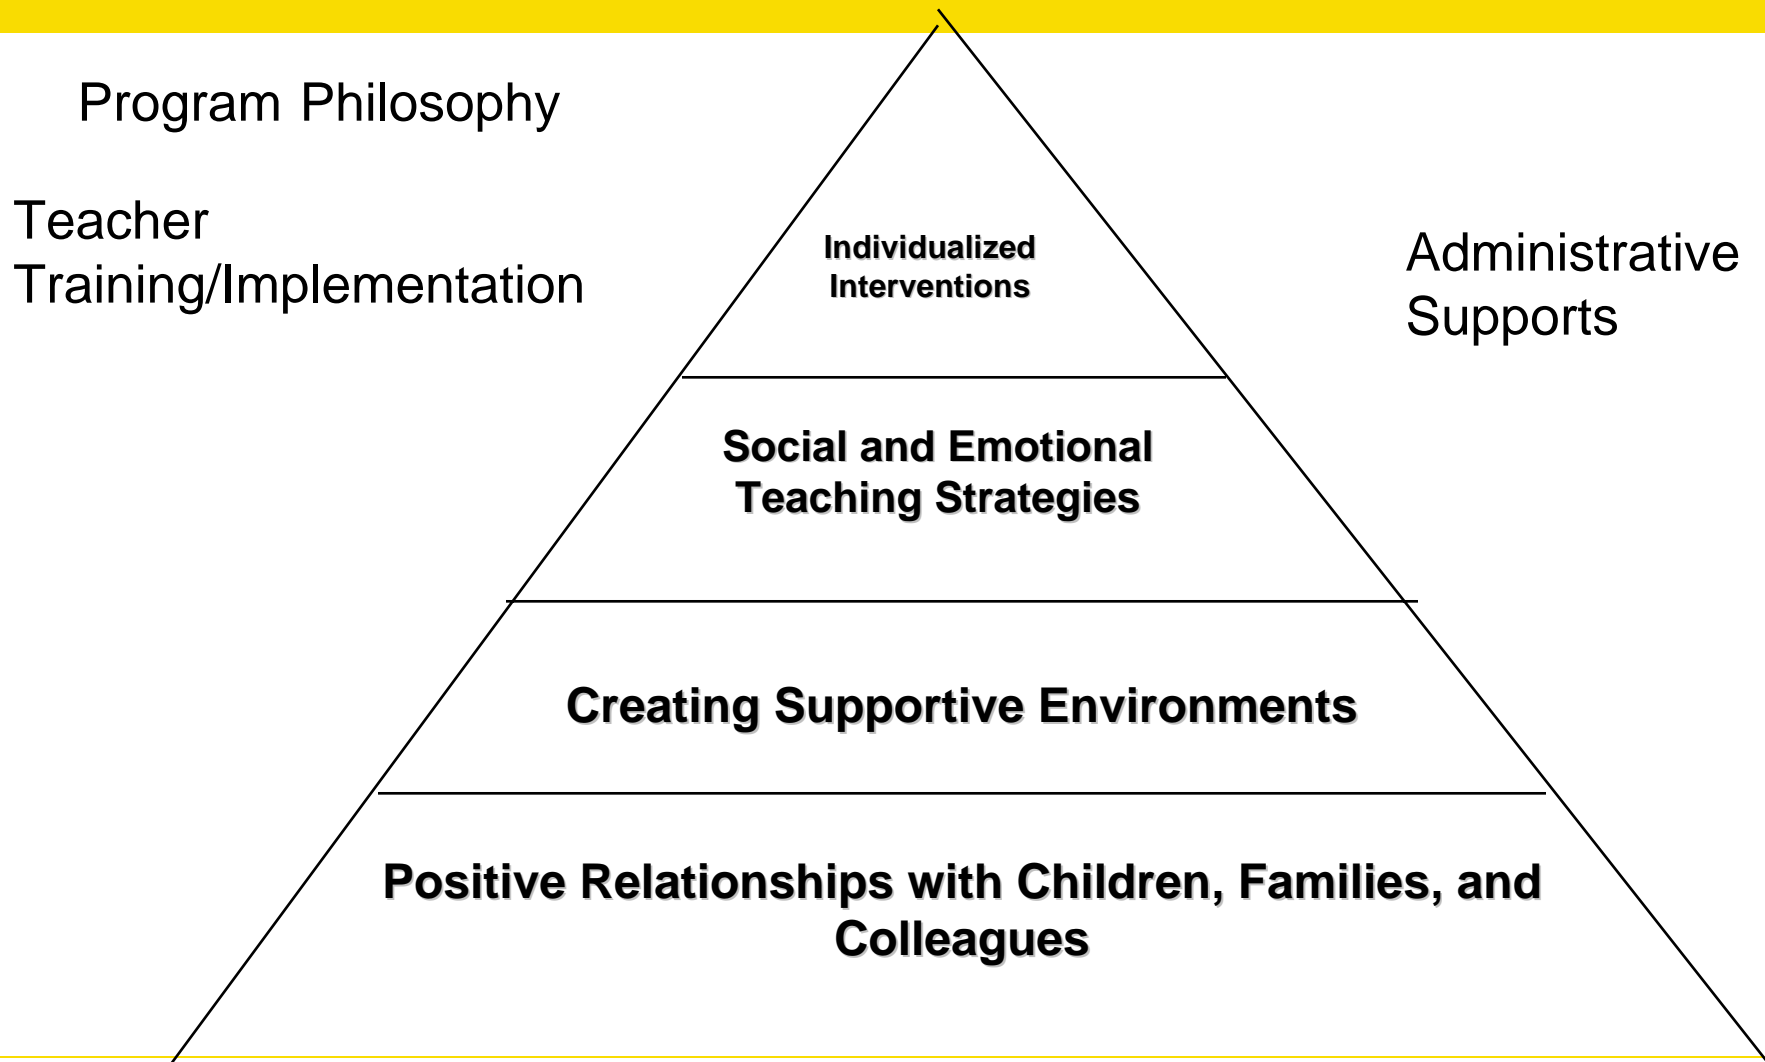 Program Philosophy
Teacher
Training/Implementation
Administrative
Supports
Individualized
Interventions
Social and Emotional
Teaching Strategies
Creating Supportive Environments
Positive Relationships with Children, Families, and
Colleagues